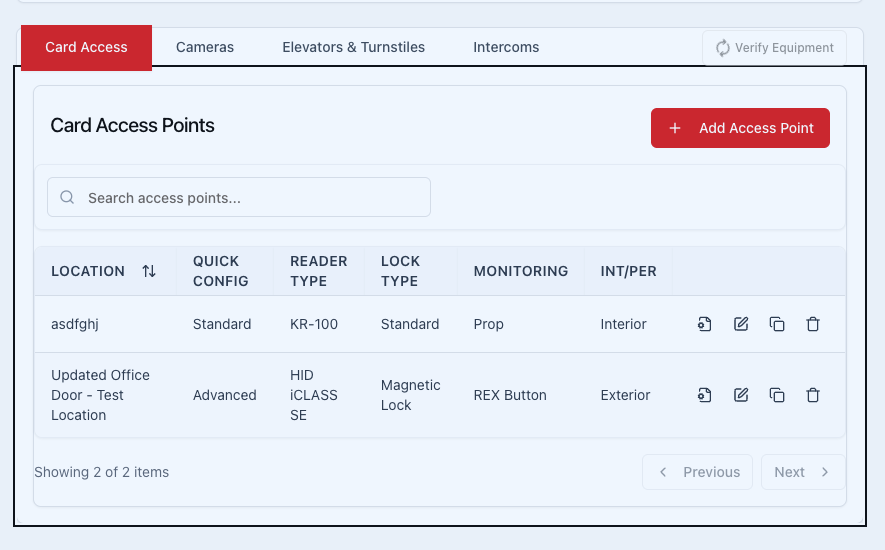 Card Access
Cameras
Elevators & Turnstiles
Intercoms
Verify Equipment
Card Access Points
Add Access Point
Search access points...
LOCATION
QUICK
CONFIG
READER
TYPE
LOCK
TYPE
MONITORING
INT/PER
asdfghj
Standard
KR-100
Standard
Prop
Interior
Updated Office
Door - Test
Location
Advanced
HID
iCLASS
SE
Magnetic
Lock
REX Button
Exterior
Showing 2 of 2 items
Previous
Next